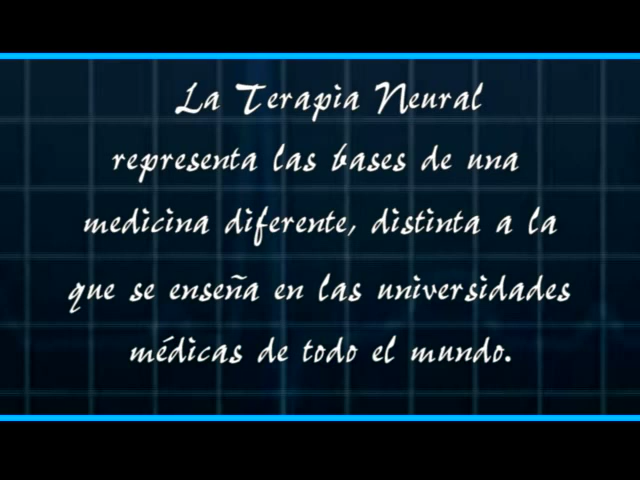 La Terapia Neural
representa las bases de una
medicina diferente, distinta a la
que se enseña en las universidades
médicas de todo el mundo.